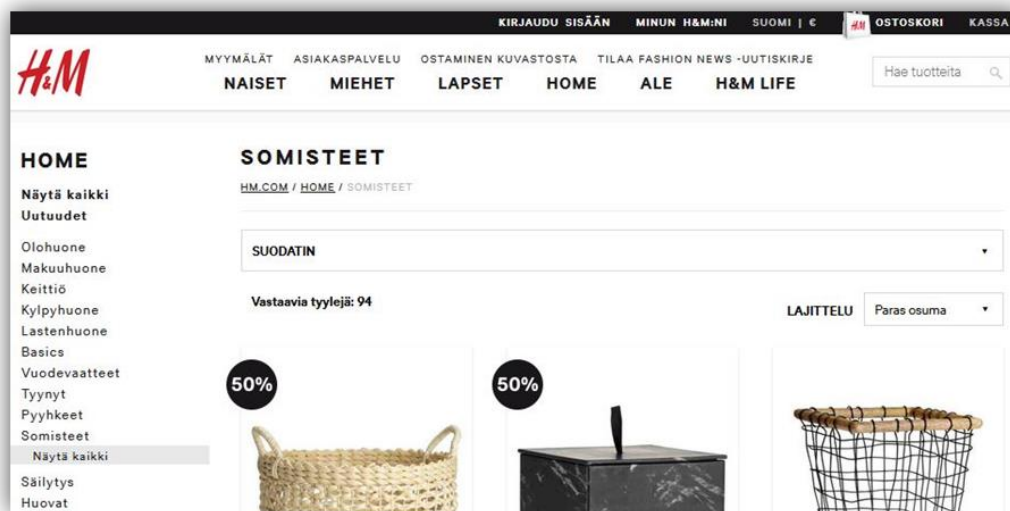 KIRJAUDU SISÄÄN MINUN H&M:NI SUOMI | € H&M OSTOSKORI KASSA
H&M
MYYMÄLÄT ASIAKASPALVELU OSTAMINEN KUVASTOSTA TILAA FASHION NEWS -UUTISKIRJE
NAISET MIEHET LAPSET HOME ALE H&M LIFE
Hae tuotteita
HOME
Näytä kaikki
Uutuudet
Olohuone
Makuuhuone
Keittiö
Kylpyhuone
Lastenhuone
Basics
Vuodevaatteet
Tyynyt
Pyyhkeet
Somisteet
Näytä kaikki
Säilytys
Huovat
SOMISTEET
HM.COM / HOME / SOMISTEET
SUODATIN
Vastaavia tyylejä: 94
LAJITTELU Paras osuma
50%
50%